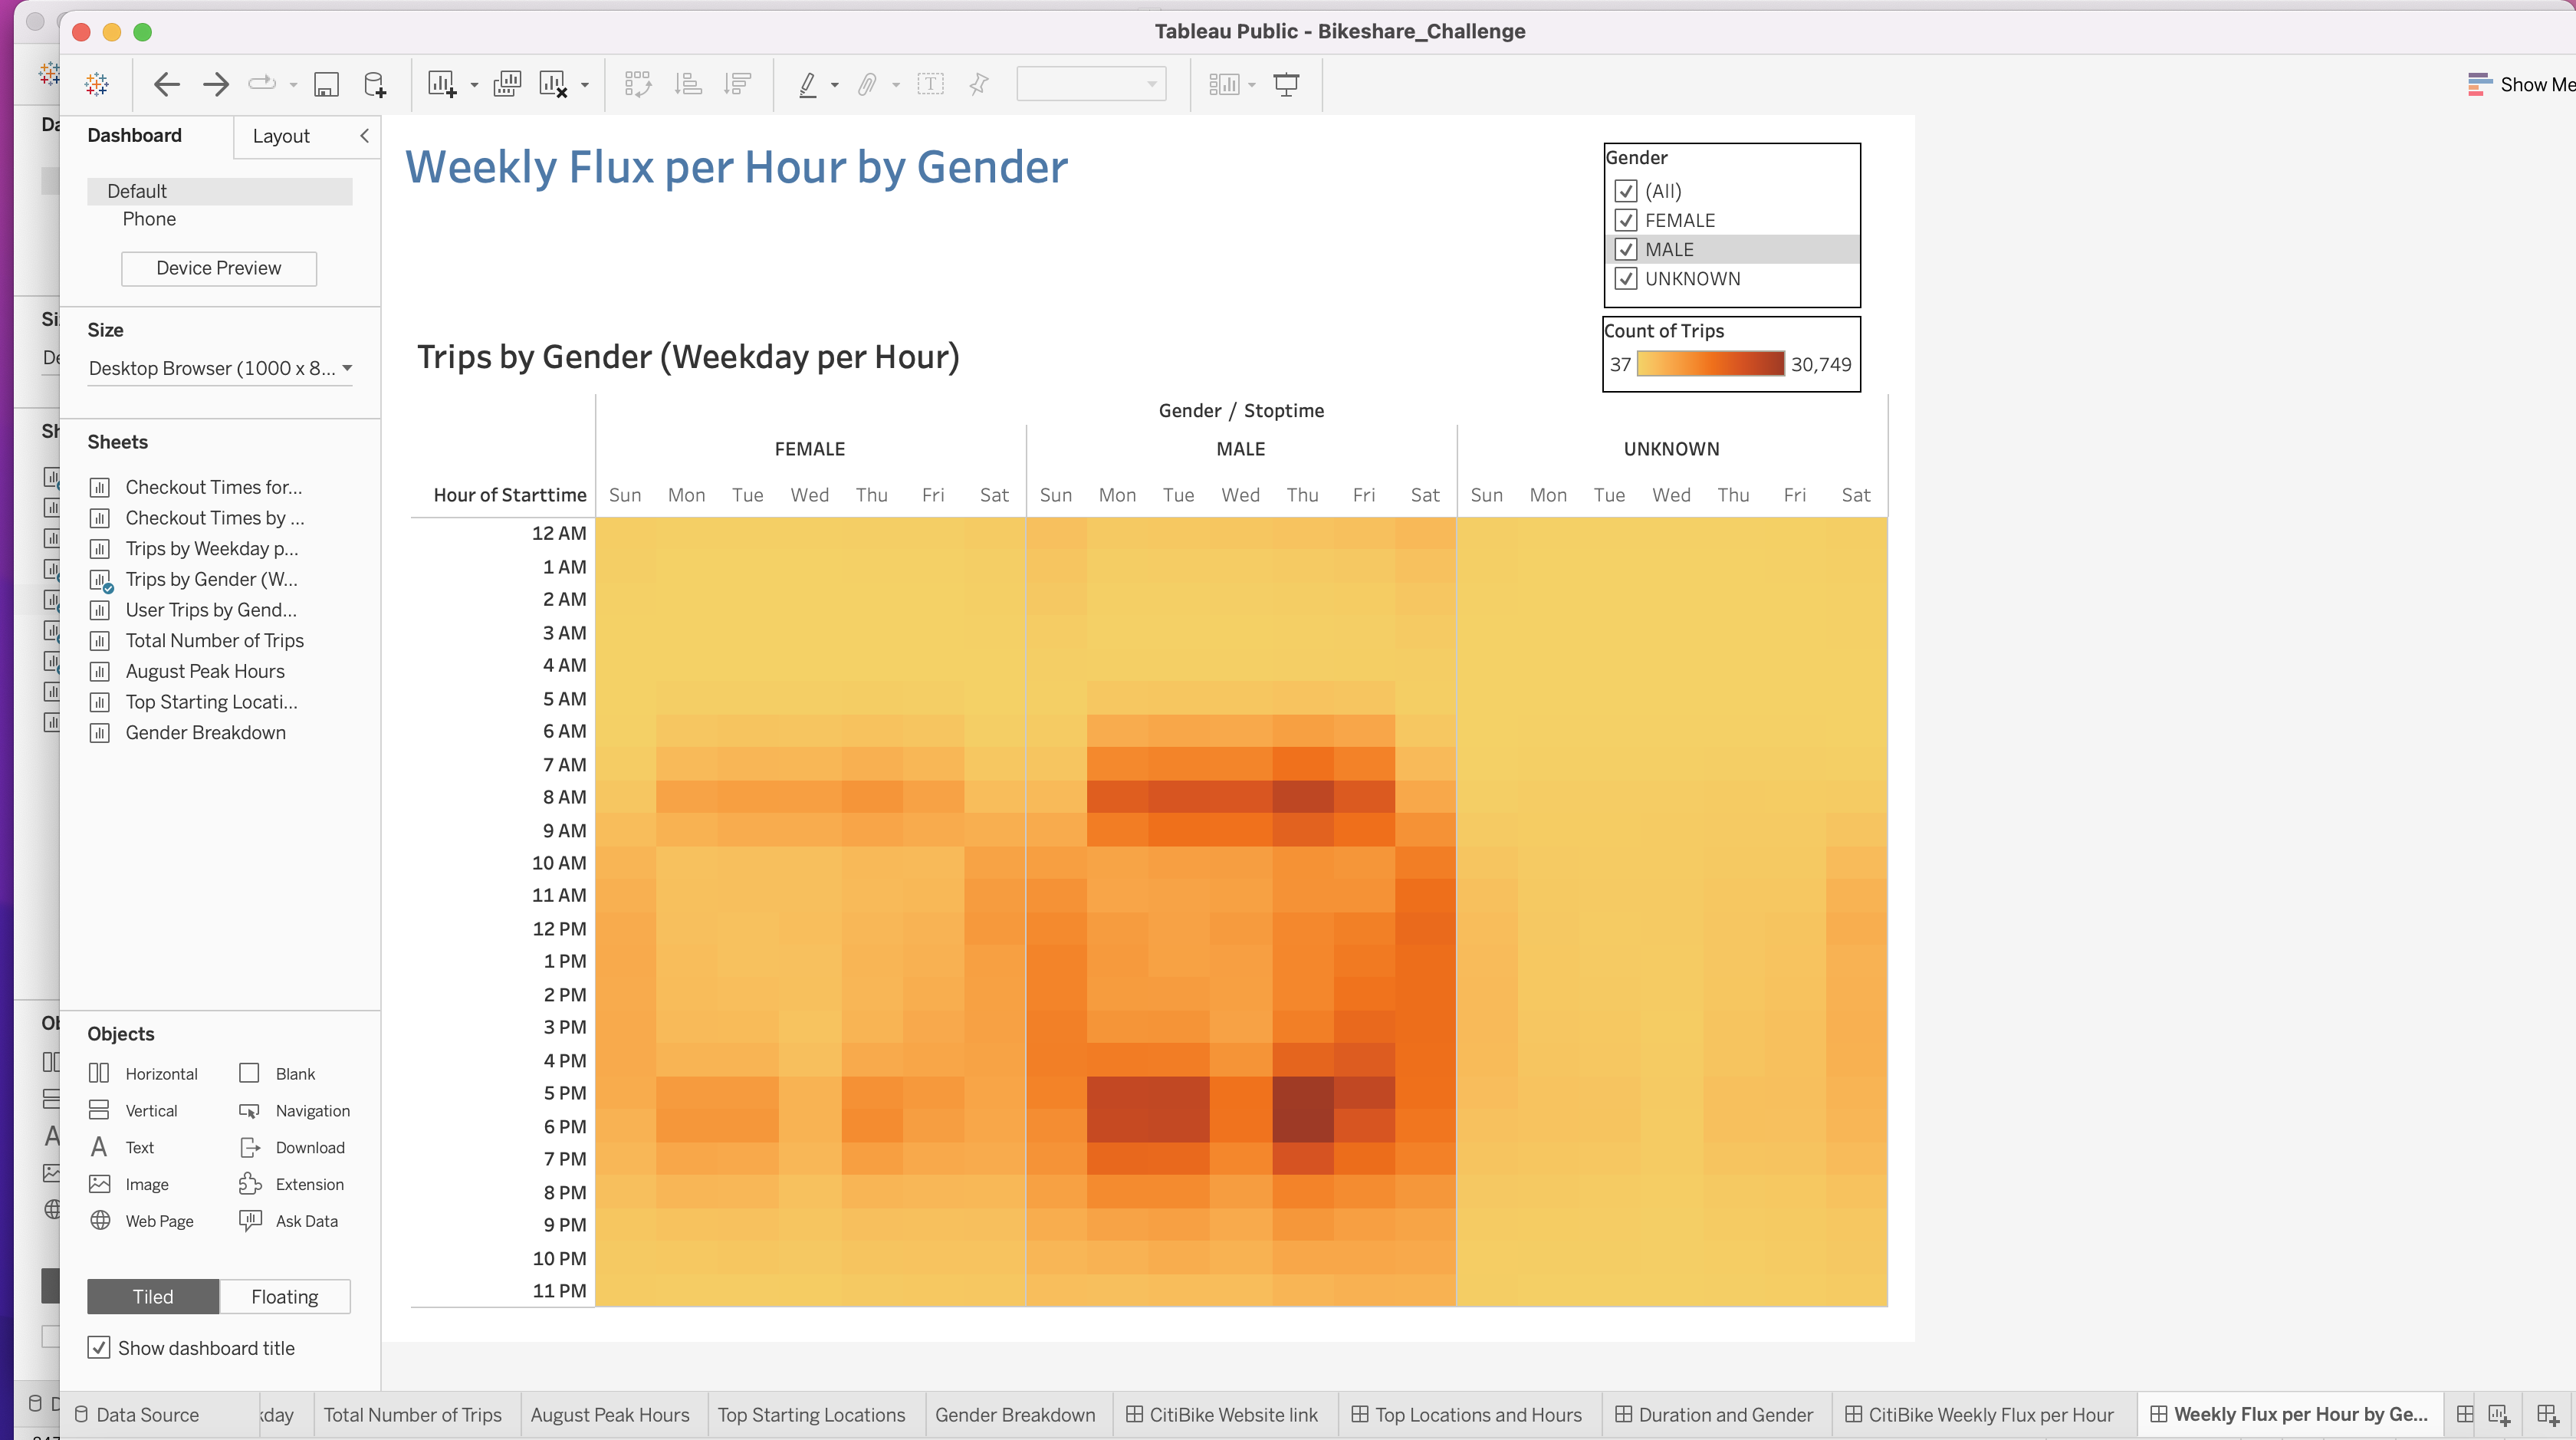 Tableau Public - Bikeshare_Challenge
Show Me
Dashboard
Layout
Default
Phone
Device Preview
Size
Desktop Browser (1000 x 8...
Sheets
Checkout Times for...
Checkout Times by ...
Trips by Weekday p...
Trips by Gender (W...
User Trips by Gend...
Total Number of Trips
August Peak Hours
Top Starting Locati...
Gender Breakdown
Objects
Horizontal Blank
Vertical Navigation
Text Download
Image Extension
Web Page Ask Data
Tiled Floating
Show dashboard title
Weekly Flux per Hour by Gender
Gender
(All)
FEMALE
MALE
UNKNOWN
Count of Trips
37 30,749
Trips by Gender (Weekday per Hour)
Gender / Stoptime
FEMALE MALE UNKNOWN
Hour of Starttime Sun Mon Tue Wed Thu Fri Sat Sun Mon Tue Wed Thu Fri Sat Sun Mon Tue Wed Thu Fri Sat
12 AM
1 AM
2 AM
3 AM
4 AM
5 AM
6 AM
7 AM
8 AM
9 AM
10 AM
11 AM
12 PM
1 PM
2 PM
3 PM
4 PM
5 PM
6 PM
7 PM
8 PM
9 PM
10 PM
11 PM
Data Source kday Total Number of Trips August Peak Hours Top Starting Locations Gender Breakdown CitiBike Website link Top Locations and Hours Duration and Gender CitiBike Weekly Flux per Hour Weekly Flux per Hour by Ge...